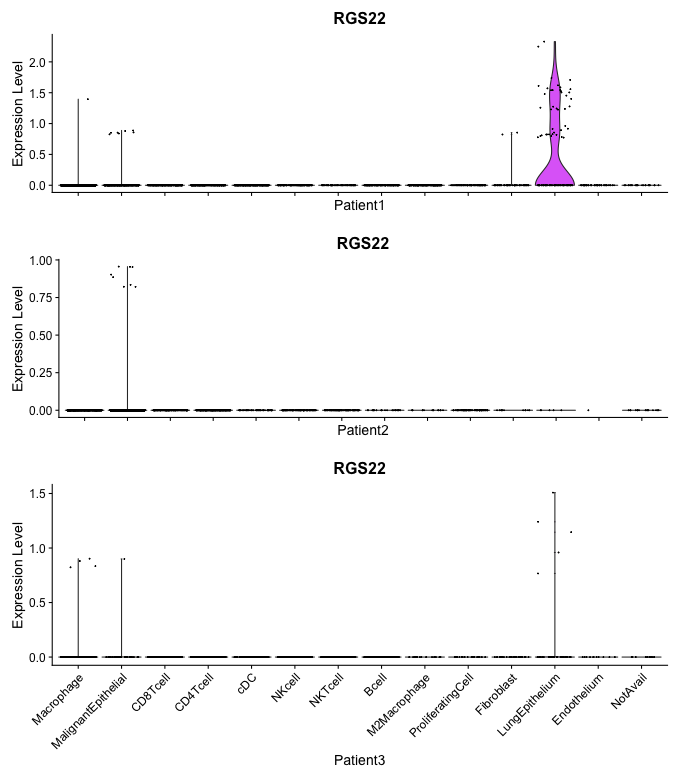 RGS22
Expression Level
2.0
1.5
1.0
0.5
0.0
Patient1
RGS22
Expression Level
1.00
0.75
0.50
0.25
0.00
Patient2
RGS22
Expression Level
1.5
1.0
0.5
0.0
Macrophage
MalignantEpithelial
CD8Tcell
CD4Tcell
cDC
NKcell
NKTcell
Bcell
M2Macrophage
ProliferatingCell
Fibroblast
LungEpithelium
Endothelium
NotAvail
Patient3